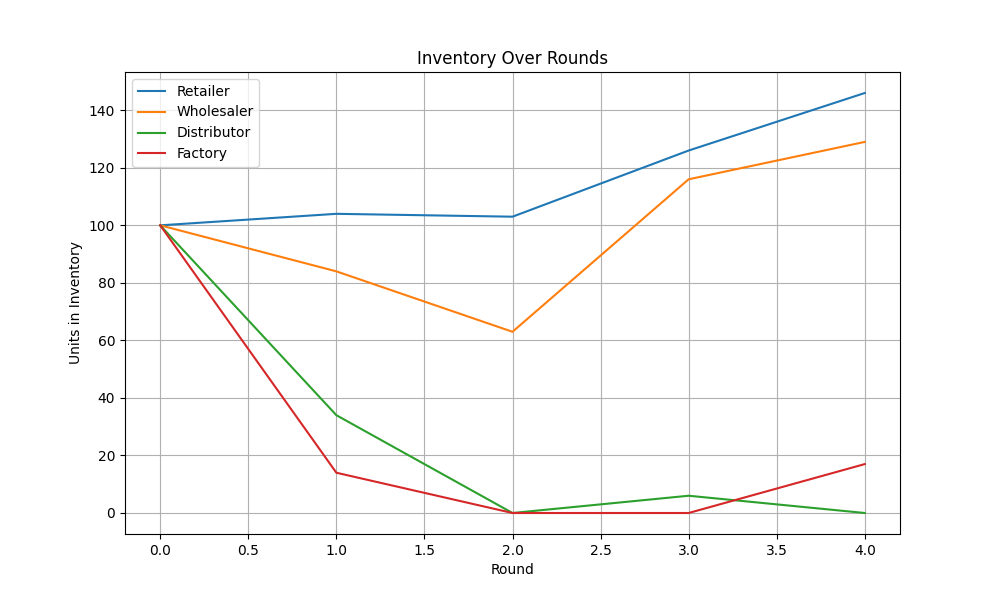 Inventory Over Rounds
Retailer
Wholesaler
Distributor
Factory
Units in Inventory
140
120
100
80
60
40
20
0
0.0 0.5 1.0 1.5 2.0 2.5 3.0 3.5 4.0
Round